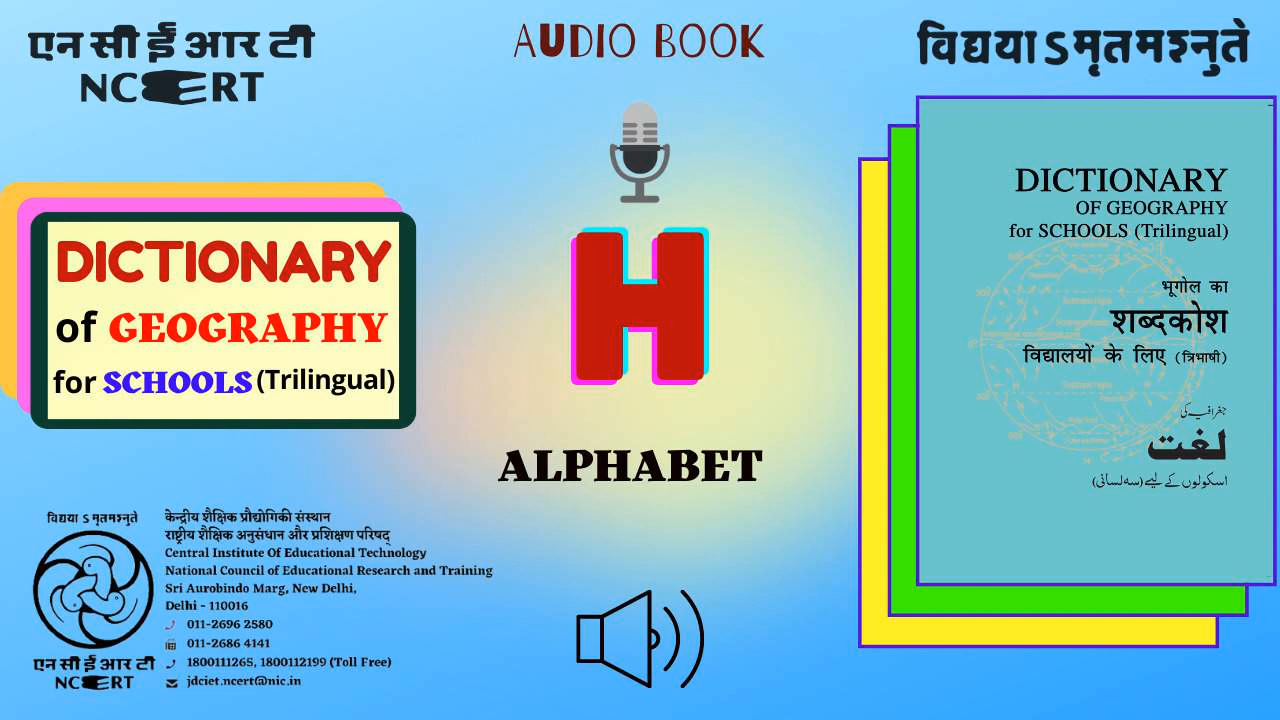 एन सी ई आर टी
NCERT
AUDIO BOOK
विद्यया ऽ मृतमश्नुते
DICTIONARY
of GEOGRAPHY
for SCHOOLS (Trilingual)
H
ALPHABET
DICTIONARY
OF GEOGRAPHY
for SCHOOLS (Trilingual)
भूगोल का
शब्दकोश
विद्यालयों के लिए (त्रिभाषी)
جغرافیہ کی
لغت
اسکولوں کے لیے (سہ لسانی)
विद्यया ऽ मृतमश्नुते
एन सी ई आर टी
NCERT
केन्द्रीय शैक्षिक प्रौद्योगिकी संस्थान
राष्ट्रीय शैक्षिक अनुसंधान और प्रशिक्षण परिषद्
Central Institute Of Educational Technology
National Council of Educational Research and Training
Sri Aurobindo Marg, New Delhi,
Delhi - 110016
011-2696 2580
011-2686 4141
1800111265, 1800112199 (Toll Free)
jdciet.ncert@nic.in